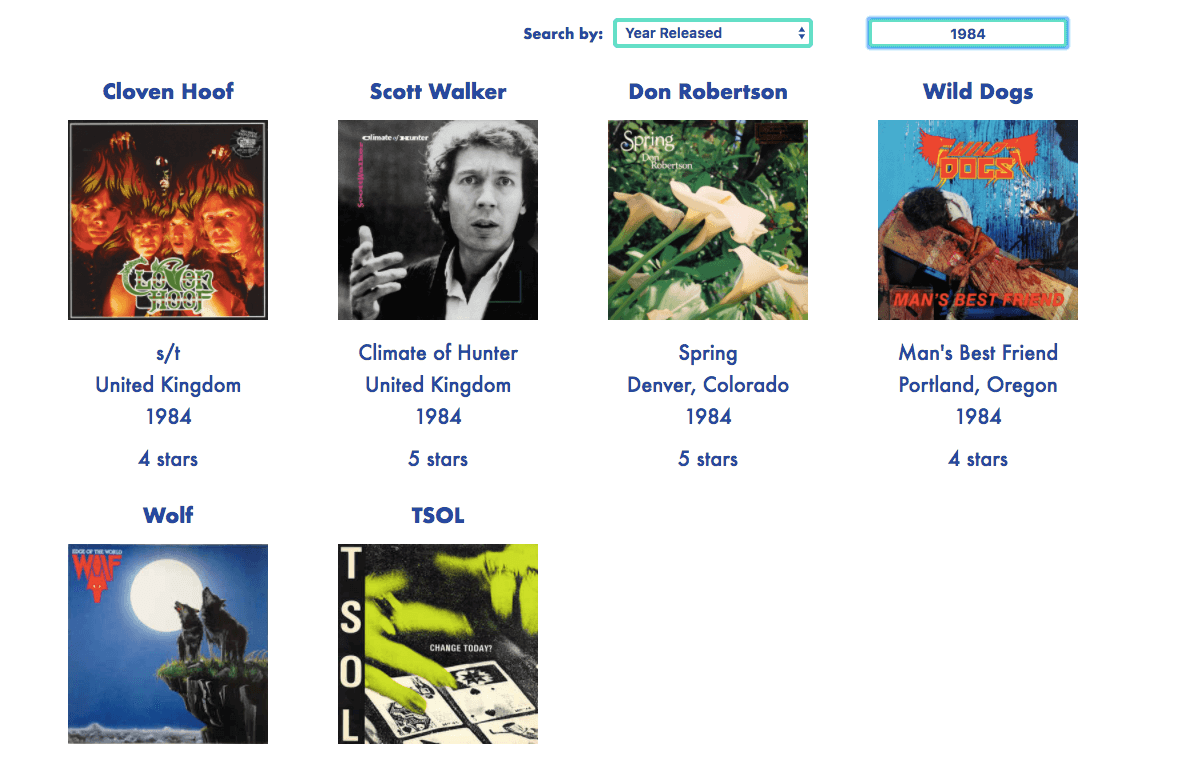 Search by: Year Released 1984
Cloven Hoof
Scott Walker
Don Robertson
Wild Dogs
CLOVEN
HOOF
Climate of Hunter
Scott Walker
Spring
Don
Robertson
WILD
DOGS
MAN'S BEST FRIEND
s/t
United Kingdom
1984
4 stars
Climate of Hunter
United Kingdom
1984
5 stars
Spring
Denver, Colorado
1984
5 stars
Man's Best Friend
Portland, Oregon
1984
4 stars
Wolf
TSOL
EDGE OF THE WORLD
WOLF
T
S
O
L
CHANGE TODAY?